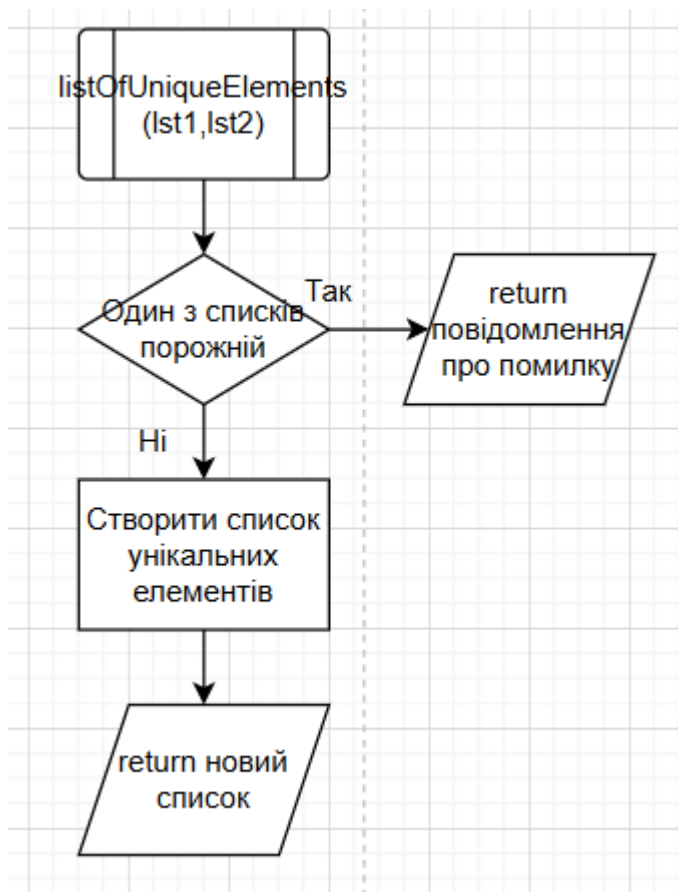 listOfUniqueElements
(lst1,lst2)
Один з списків
порожній
Так
return
повідомлення
про помилку
Ні
Створити список
унікальних
елементів
return новий
список